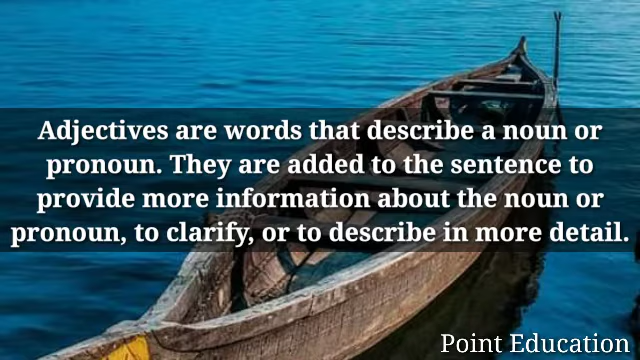 Adjectives are words that describe a noun or
pronoun. They are added to the sentence to
provide more information about the noun or
pronoun, to clarify, or to describe in more detail.
Point Education